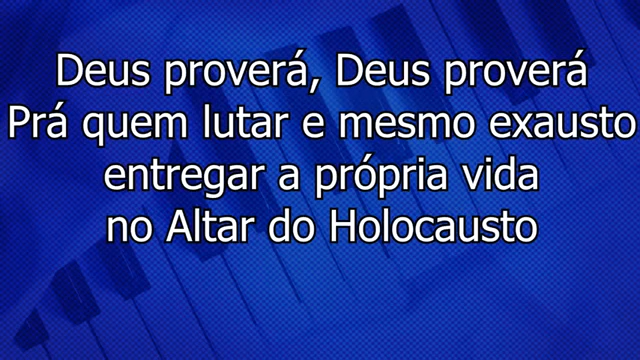 Deus proverá, Deus proverá
Prá quem lutar e mesmo exausto
entregar a própria vida
no Altar do Holocausto